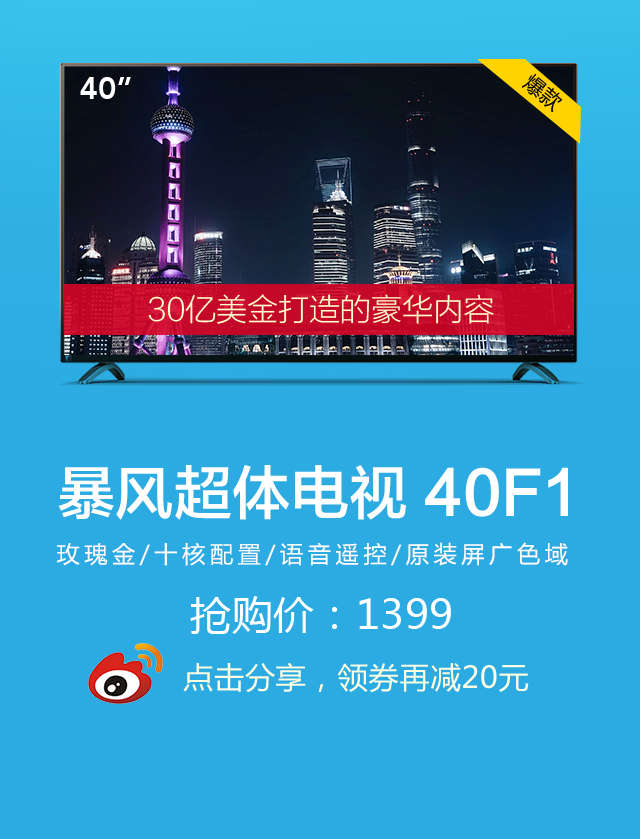 40”
爆款
30亿美金打造的豪华内容
暴风超体电视 40F1
玫瑰金/十核配置/语音遥控/原装屏广色域
抢购价：1399
点击分享，领券再减20元